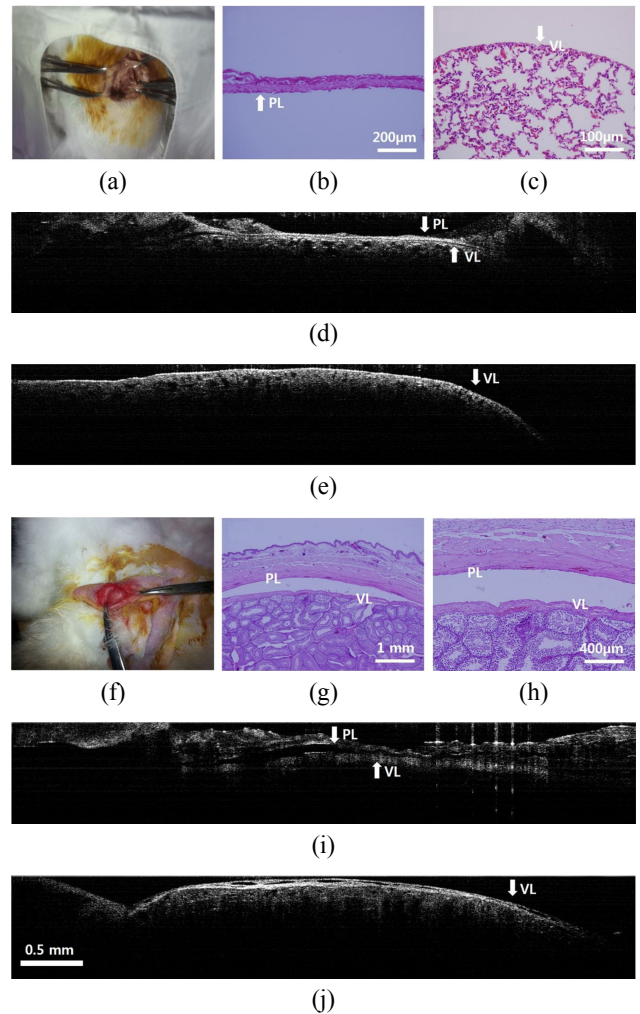 PL
200µm
VL
100µm
(a)
(b)
(c)
PL
VL
(d)
VL
(e)
PL
VL
1 mm
PL
VL
400µm
(f)
(g)
(h)
PL
VL
(i)
VL
0.5 mm
(j)